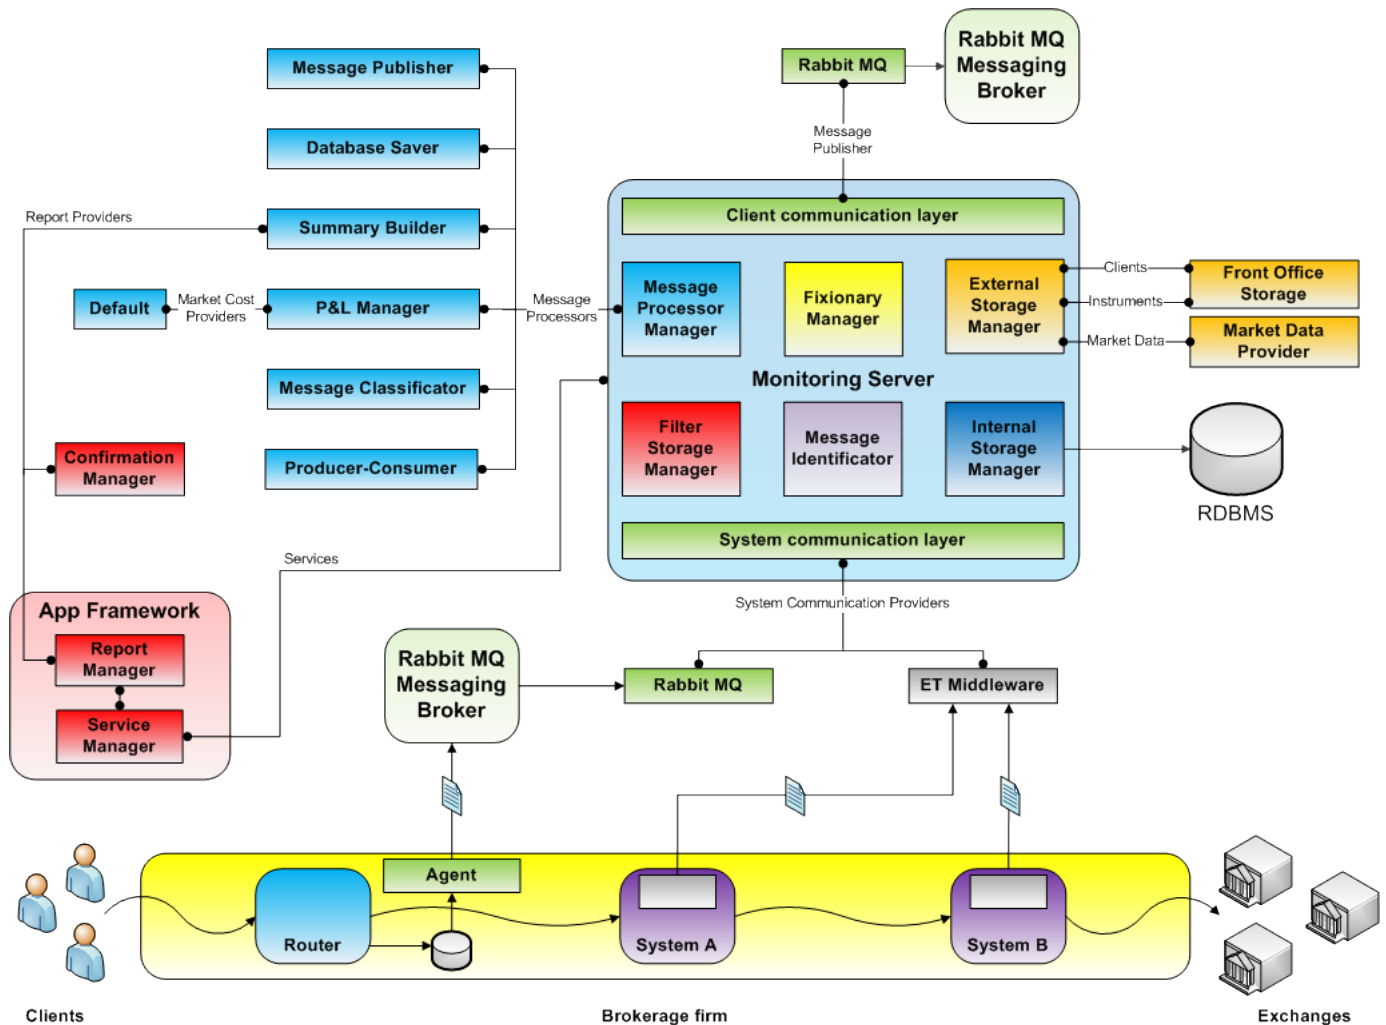 Message Publisher
Database Saver
Summary Builder
P&L Manager
Message Classificator
Producer-Consumer
Report Providers
Default
Market Cost
Providers
Message
Processors
Confirmation
Manager
Services
App Framework
Report
Manager
Service
Manager
Rabbit MQ
Rabbit MQ
Messaging
Broker
Message
Publisher
Client communication layer
Message
Processor
Manager
Fixionary
Manager
External
Storage
Manager
Monitoring Server
Filter
Storage
Manager
Message
Identificator
Internal
Storage
Manager
System communication layer
Clients
Instruments
Market Data
Front Office
Storage
Market Data
Provider
RDBMS
System Communication Providers
Rabbit MQ
Messaging
Broker
Rabbit MQ
ET Middleware
Agent
Router
System A
System B
Clients
Brokerage firm
Exchanges